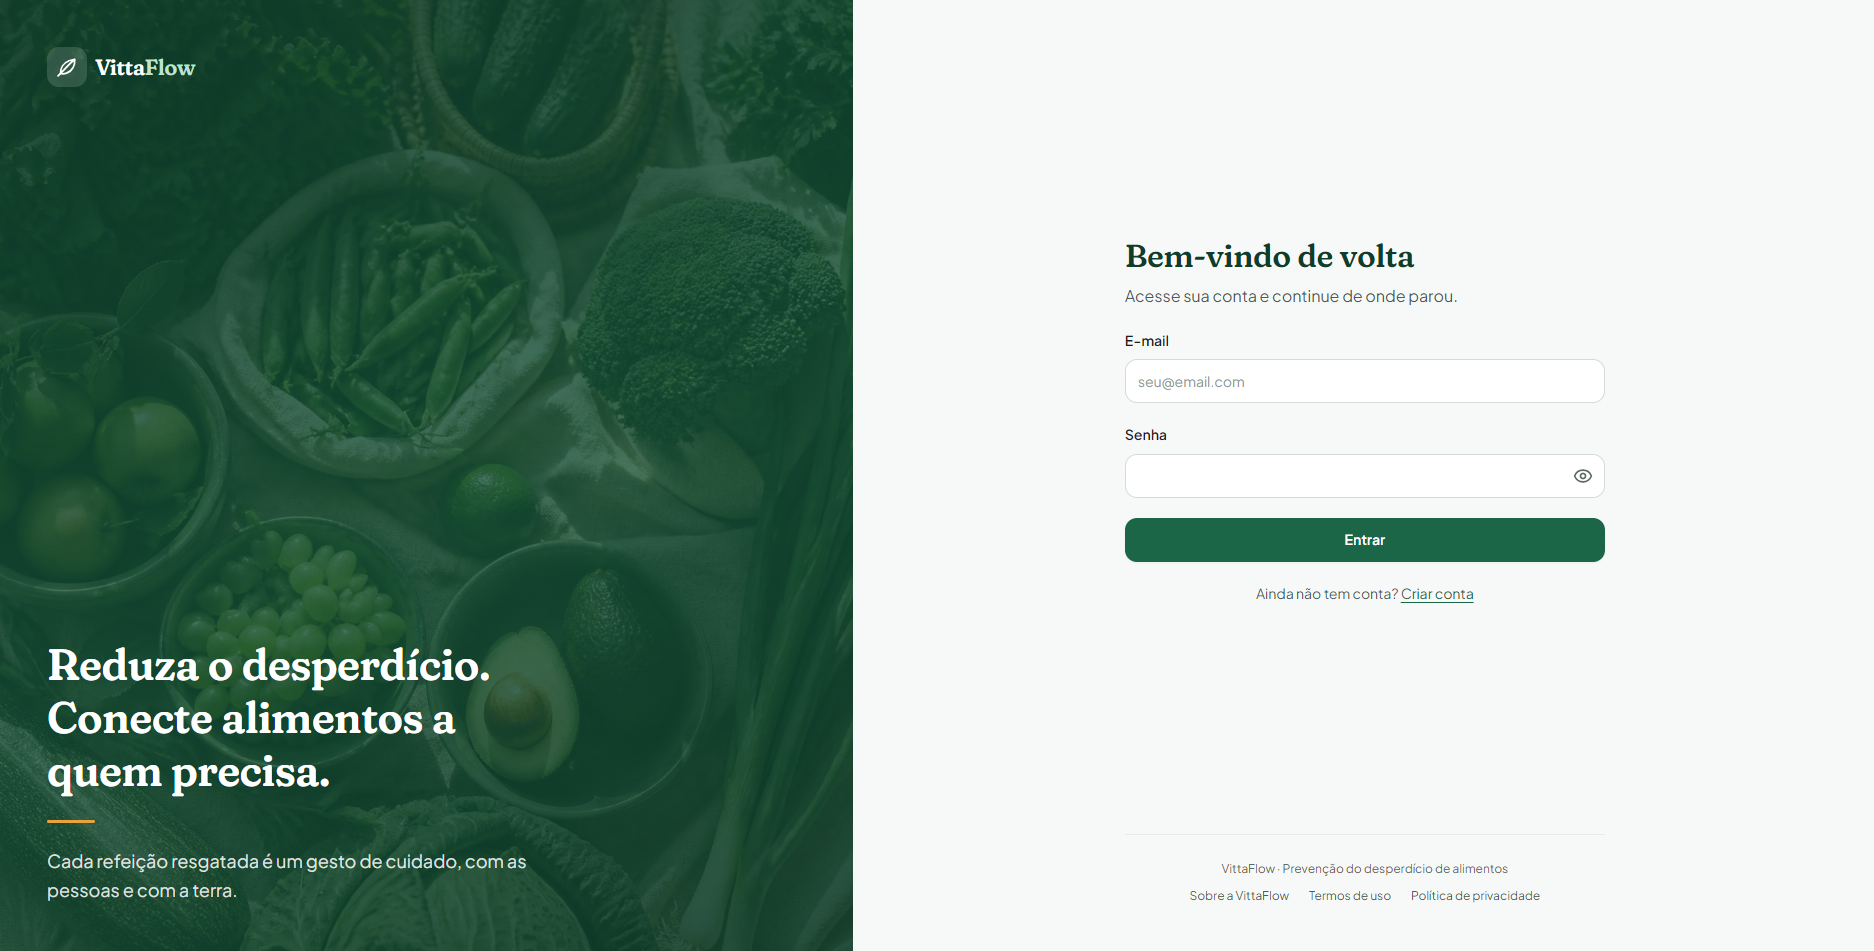 VittaFlow
Reduza o desperdício.
Conecte alimentos a
quem precisa.
Cada refeição resgatada é um gesto de cuidado, com as
pessoas e com a terra.
Bem-vindo de volta
Acesse sua conta e continue de onde parou.
E-mail
seu@email.com
Senha
Entrar
Ainda não tem conta? Criar conta
VittaFlow · Prevenção do desperdício de alimentos
Sobre a VittaFlow Termos de uso Política de privacidade